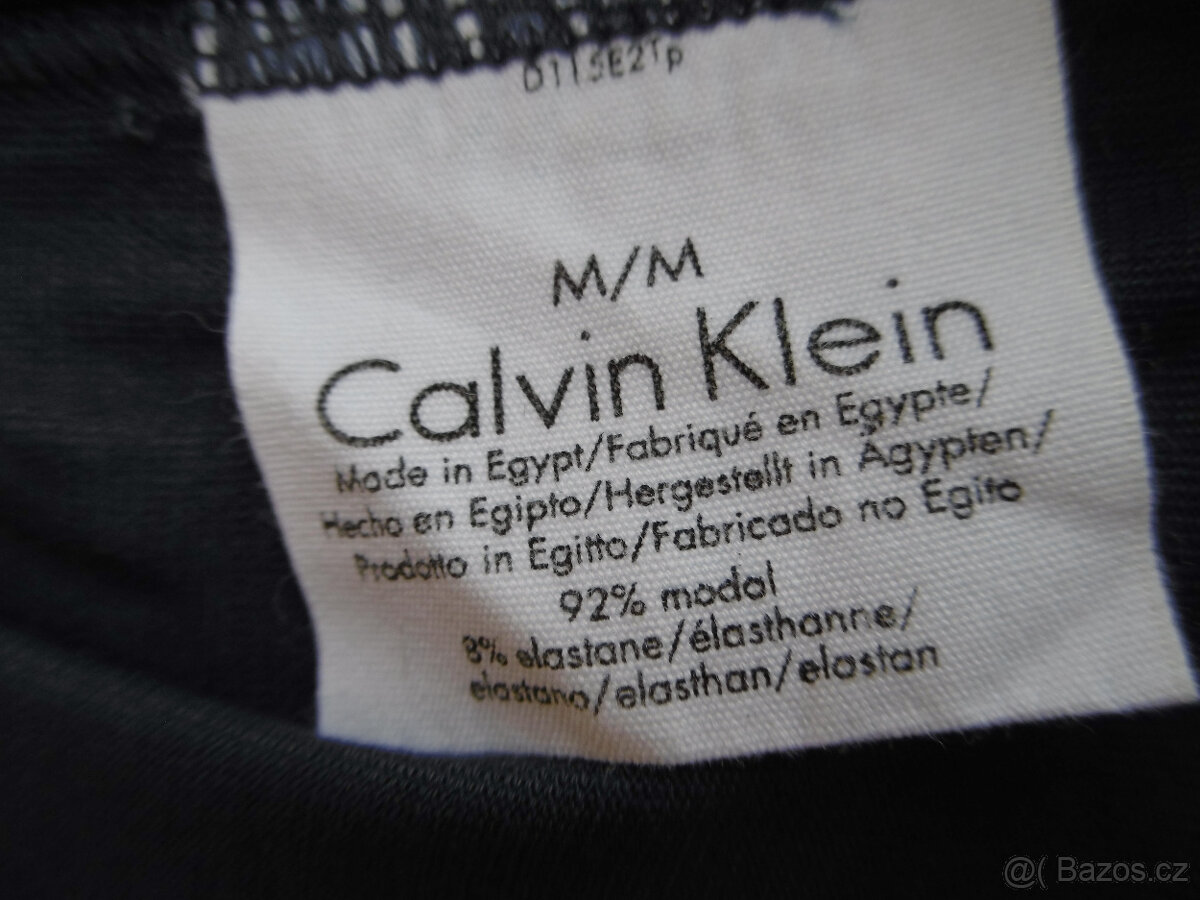 D115E21p
M/M
Calvin Klein
Made in Egypt/Fabriqué en Egypte/
Hecho en Egipto/Hergestellt in Ägypten/
Prodotto in Egitto/Fabricado no Egito
92% modal
8% elastane/élasthanne/
elastano/elasthan/elastan
@( Bazos.cz